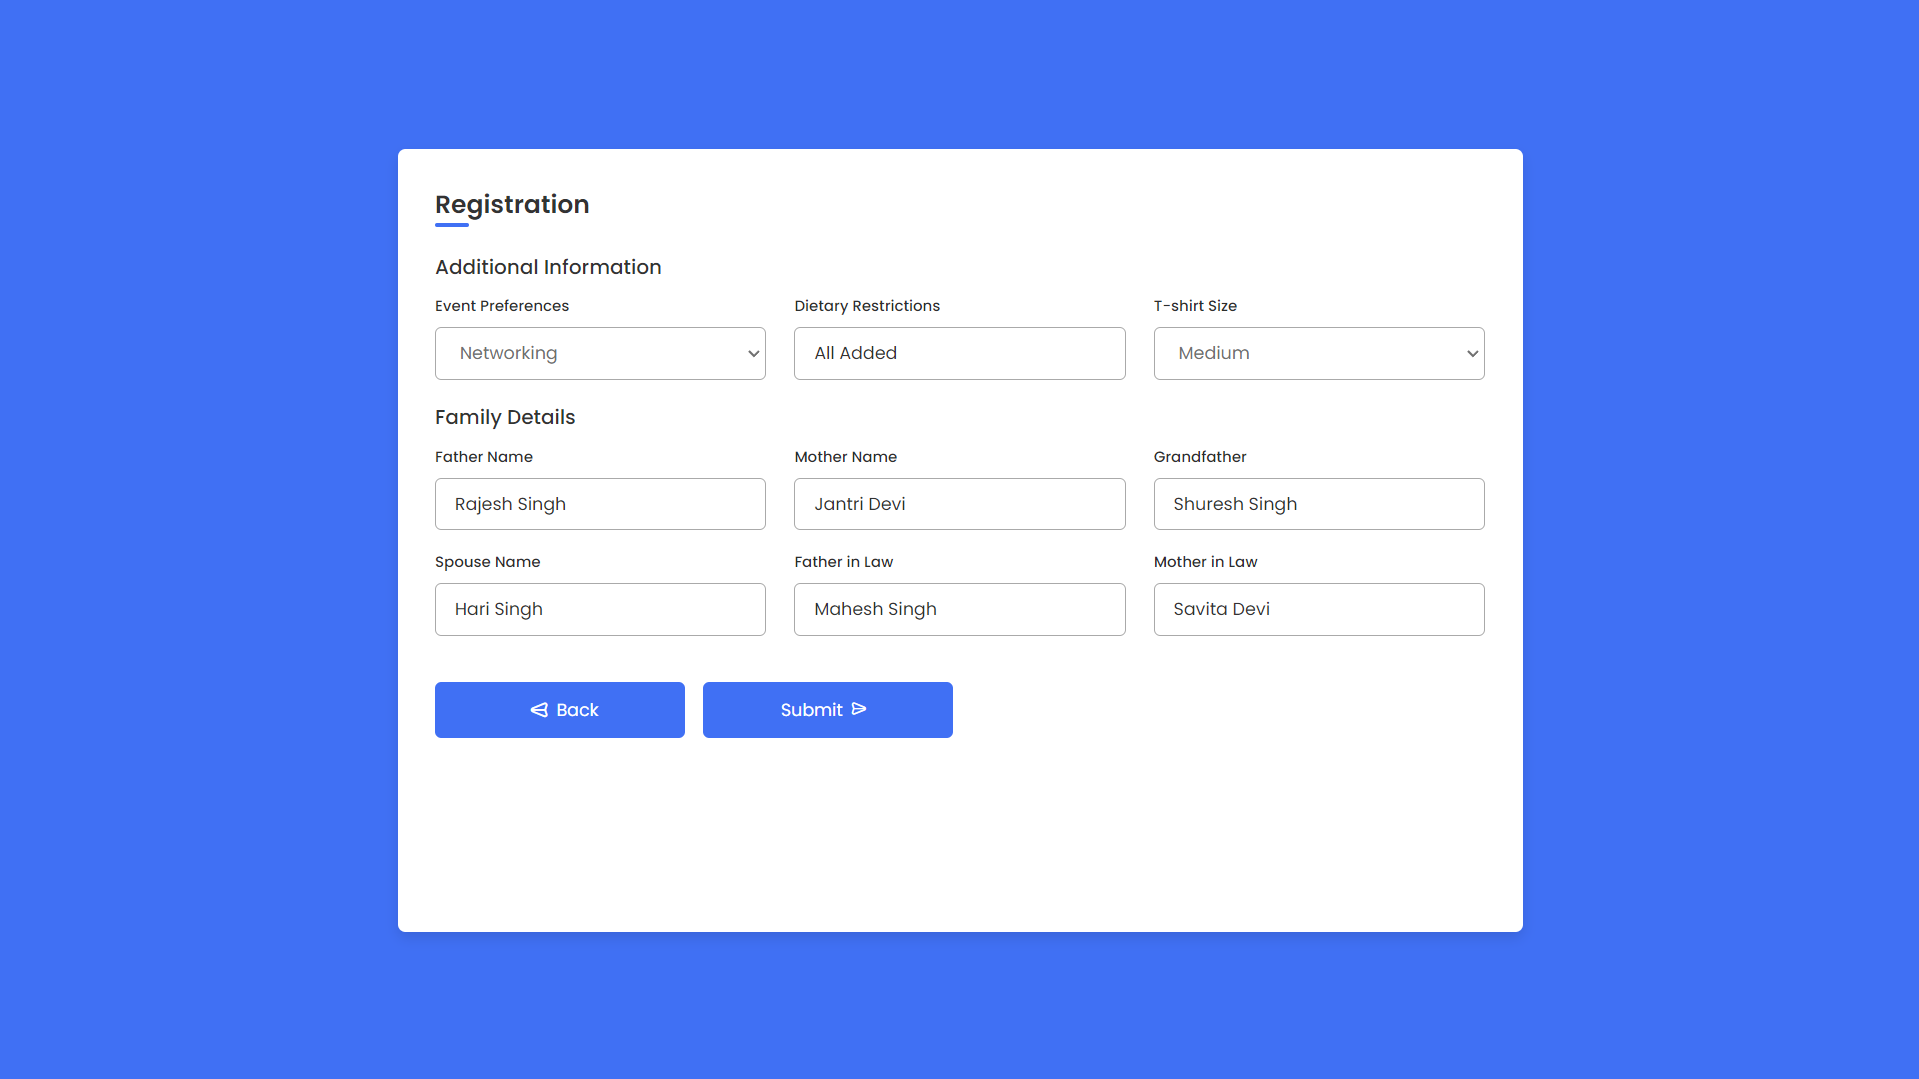 Registration
Additional Information
Event Preferences Dietary Restrictions T-shirt Size
Networking All Added Medium
Family Details
Father Name Mother Name Grandfather
Rajesh Singh Jantri Devi Shuresh Singh
Spouse Name Father in Law Mother in Law
Hari Singh Mahesh Singh Savita Devi
Back Submit